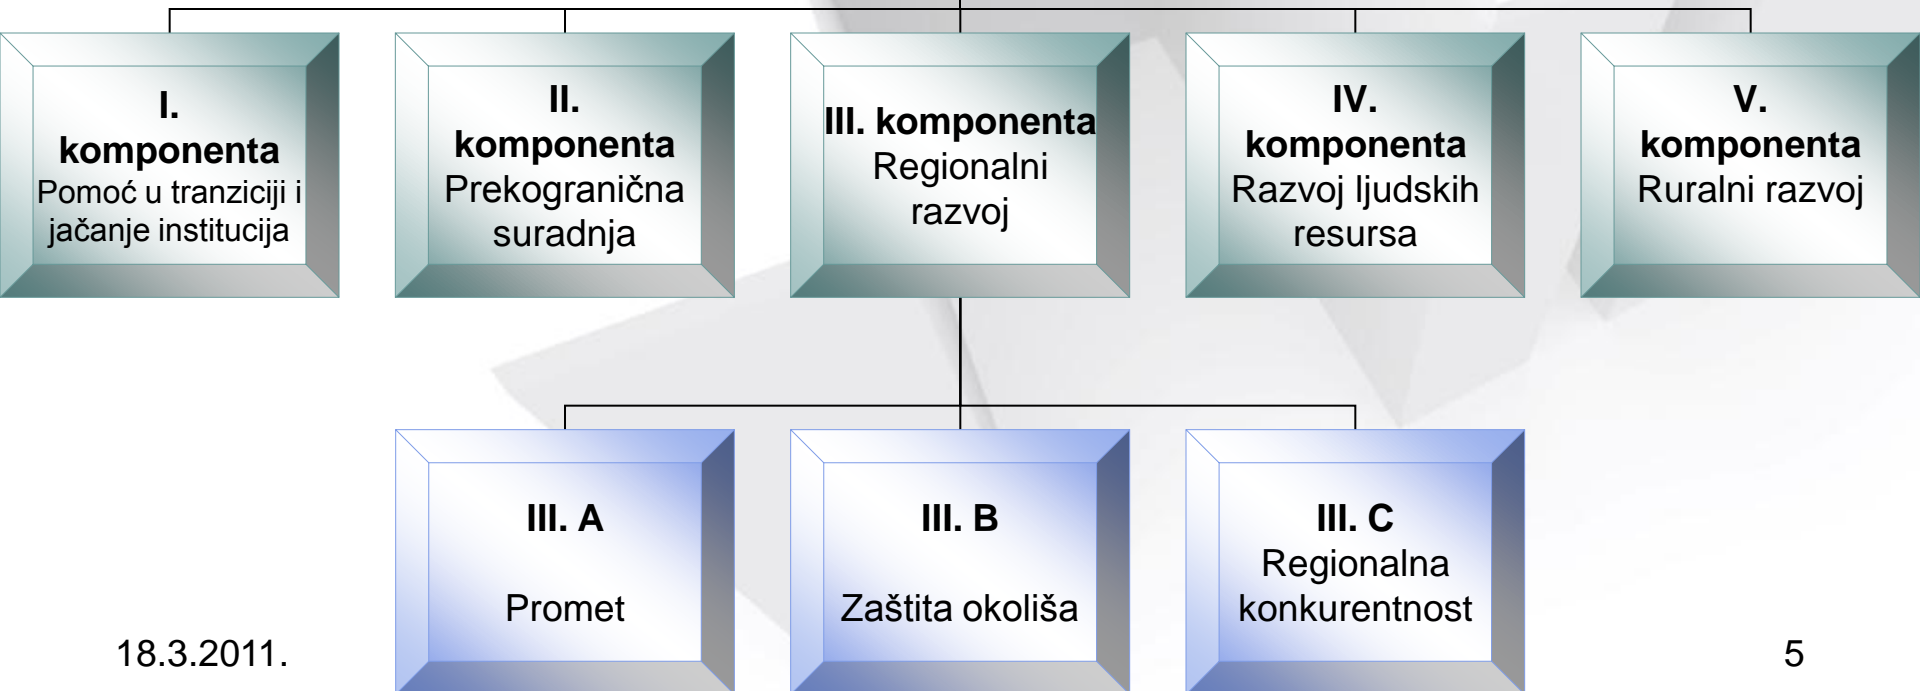 I.
komponenta
Pomoć u tranziciji i
jačanje institucija
II.
komponenta
Prekogranična
suradnja
III. komponenta
Regionalni
razvoj
IV.
komponenta
Razvoj ljudskih
resursa
V.
komponenta
Ruralni razvoj
III. A
Promet
III. B
Zaštita okoliša
III. C
Regionalna
konkurentnost
18.3.2011.
5